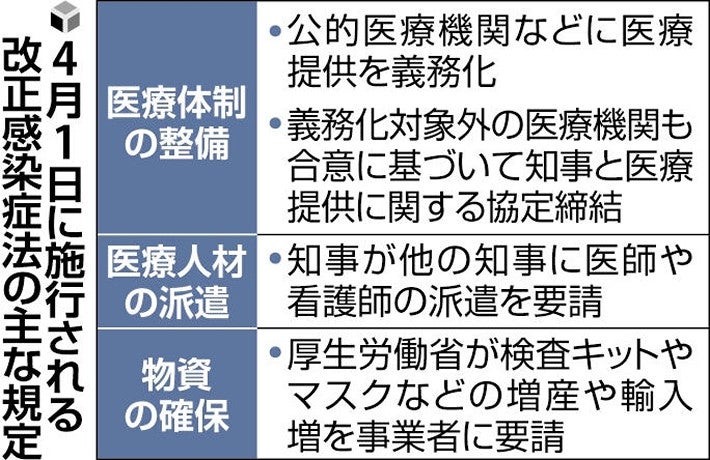 4月1日に施行される
改正感染症法の主な規定
医療体制
の整備
•公的医療機関などに医療
提供を義務化
•義務化対象外の医療機関も
合意に基づいて知事と医療
提供に関する協定締結
医療人材
の派遣
•知事が他の知事に医師や
看護師の派遣を要請
物資
の確保
•厚生労働省が検査キットや
マスクなどの増産や輸入
増を事業者に要請